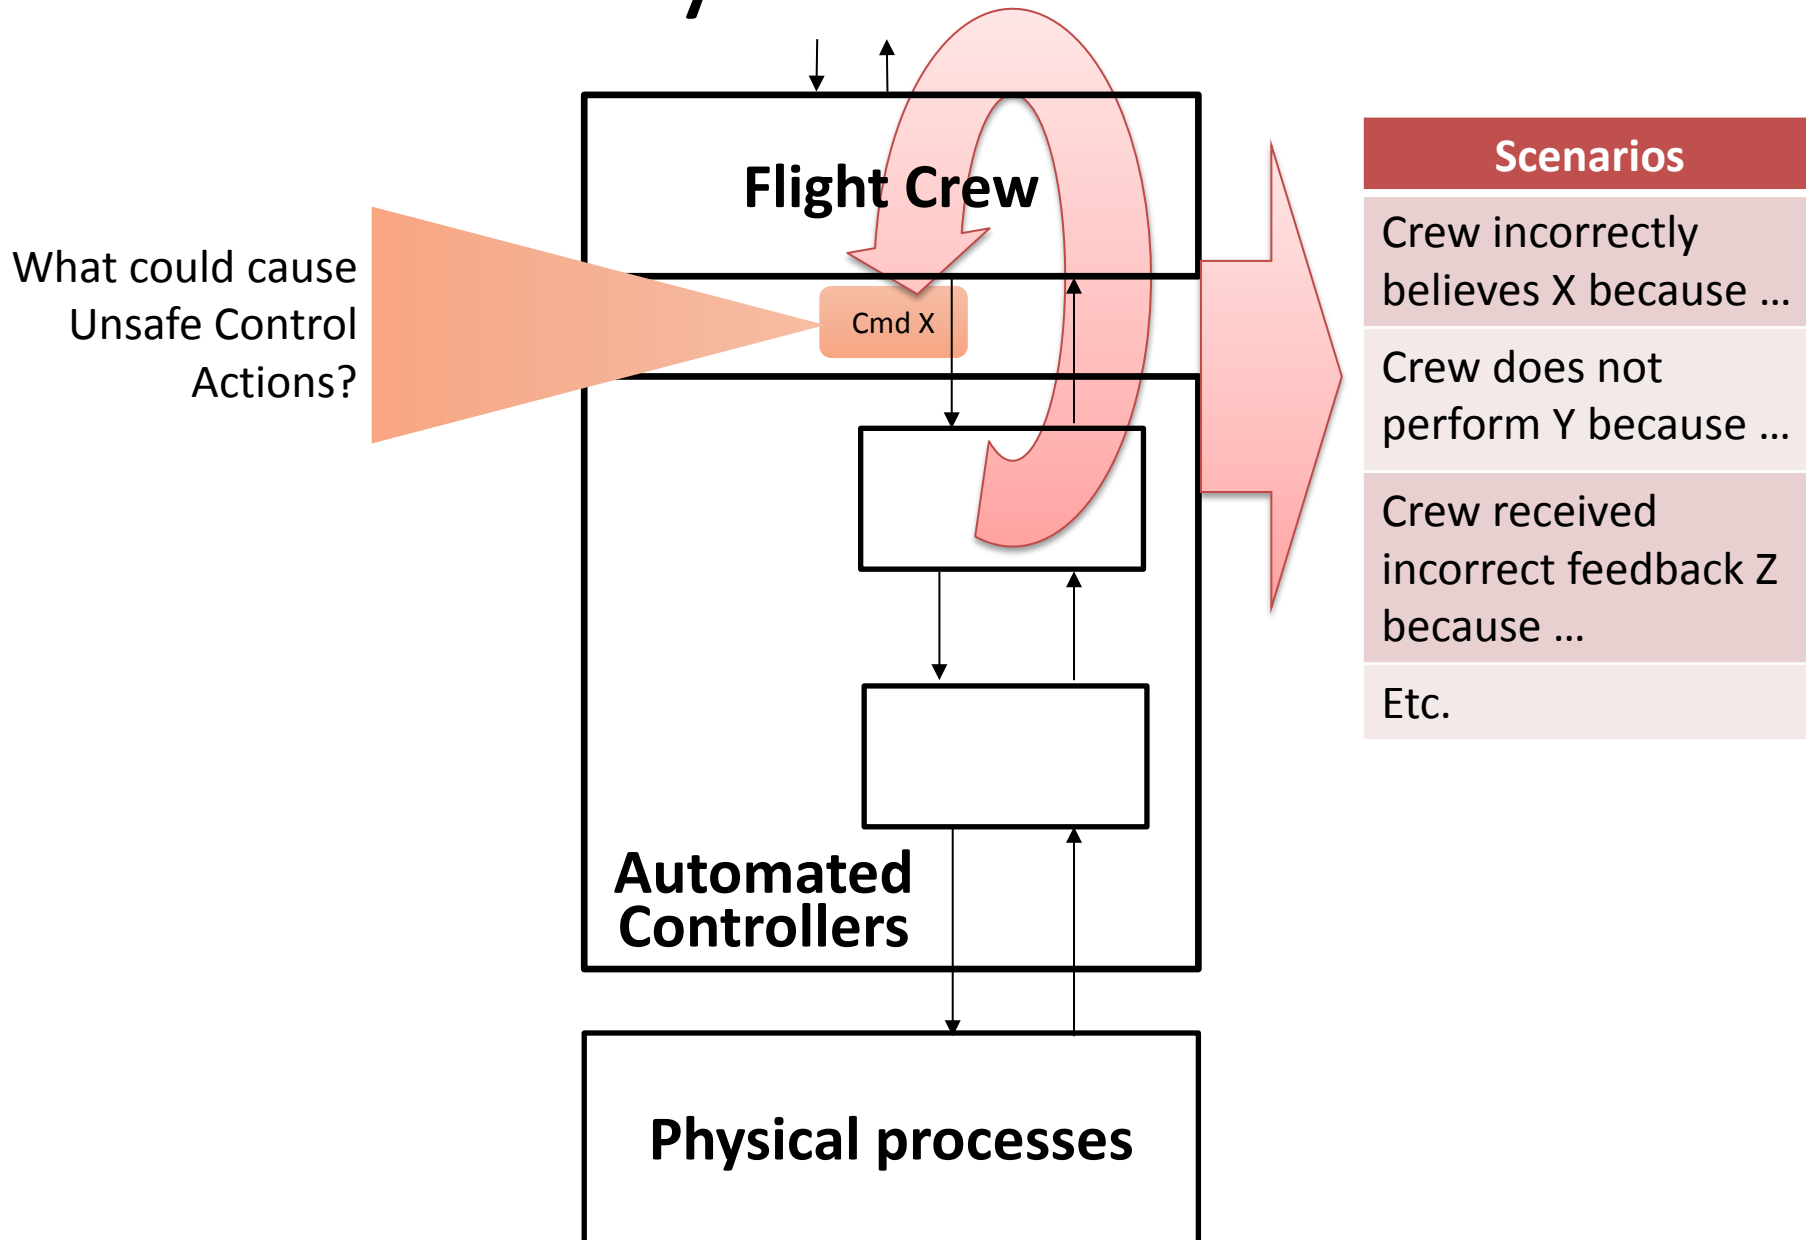 Flight Crew
What could cause
Unsafe Control
Actions?
Cmd X
Automated
Controllers
Physical processes
Scenarios
Crew incorrectly
believes X because ...
Crew does not
perform Y because ...
Crew received
incorrect feedback Z
because ...
Etc.